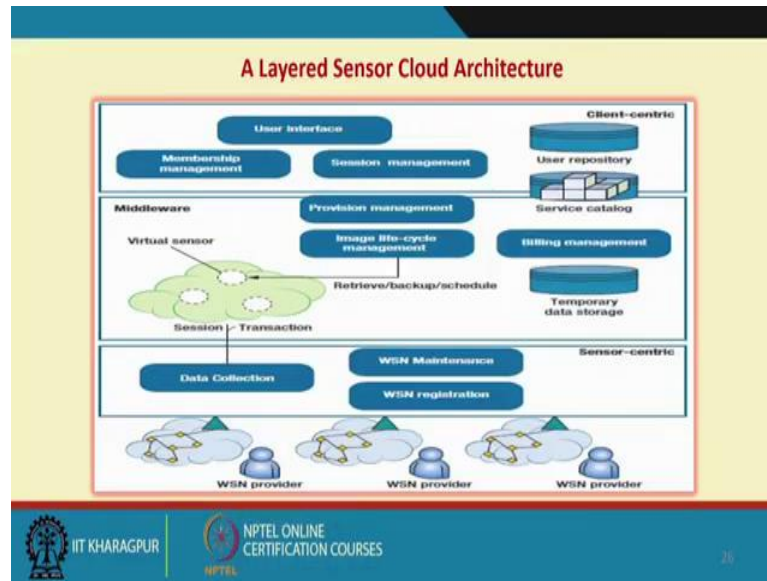 A Layered Sensor Cloud Architecture
Client-centric
User interface
Membership
management
Session management
User repository
Service catalog
Middleware
Provision management
Virtual sensor
Image life-cycle
management
Billing management
Retrieve/backup/schedule
Temporary
data storage
Session
Transaction
Sensor-centric
WSN Maintenance
Data Collection
WSN registration
WSN provider
WSN provider
WSN provider
IIT KHARAGPUR
NPTEL
NPTEL ONLINE
CERTIFICATION COURSES
26